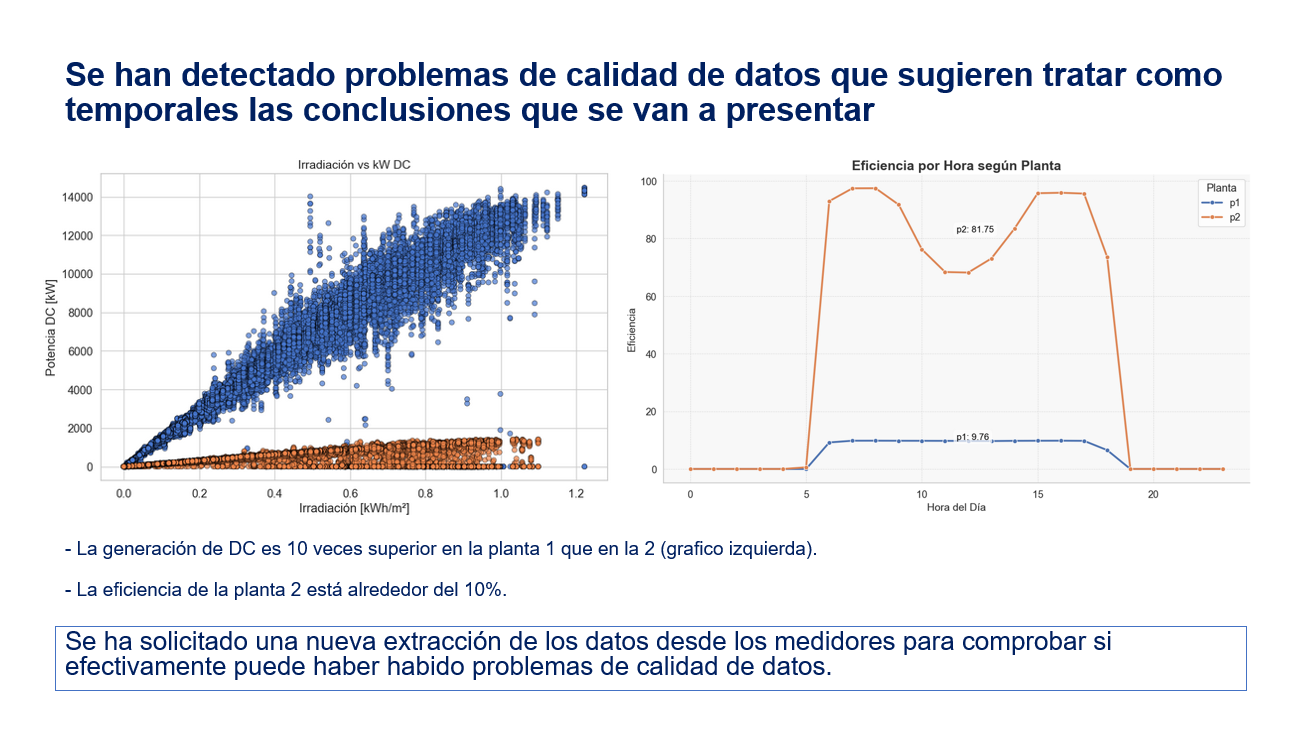 Se han detectado problemas de calidad de datos que sugieren tratar como
temporales las conclusiones que se van a presentar
Irradiación vs kW DC
14000
12000
10000
8000
6000
4000
2000
0
Potencia DC [kW]
0.0
0.2
0.4
0.6
0.8
1.0
1.2
Irradiación [kWh/m²]
Eficiencia por Hora según Planta
100
80
60
40
20
0
Eficiencia
Planta
p1
p2
p2: 81.75
p1: 9.76
0
5
10
15
20
Hora del Día
- La generación de DC es 10 veces superior en la planta 1 que en la 2 (grafico izquierda).
- La eficiencia de la planta 2 está alrededor del 10%.
Se ha solicitado una nueva extracción de los datos desde los medidores para comprobar si
efectivamente puede haber habido problemas de calidad de datos.